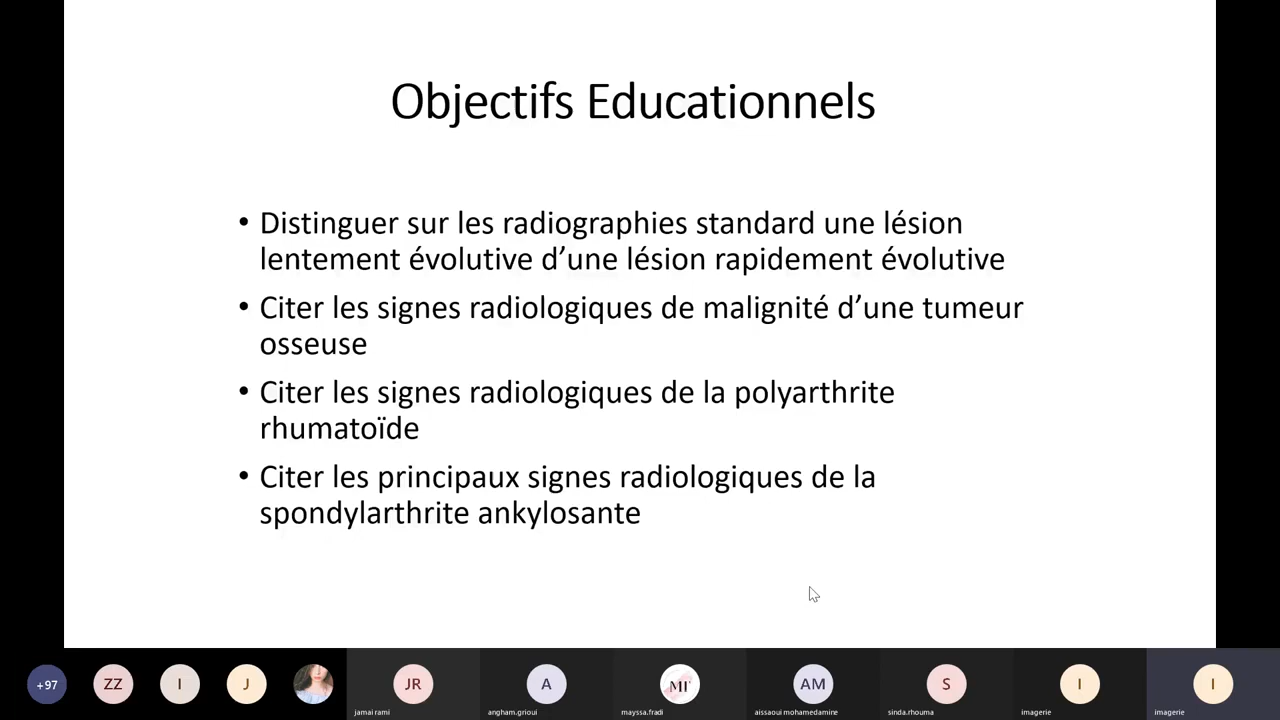 Objectifs Educationnels
• Distinguer sur les radiographies standard une lésion
lentement évolutive d’une lésion rapidement évolutive
• Citer les signes radiologiques de malignité d’une tumeur
osseuse
• Citer les signes radiologiques de la polyarthrite
rhumatoïde
• Citer les principaux signes radiologiques de la
spondylarthrite ankylosante
+97 ZZ I J JR A MF AM S I I
jamai rami angham.grioui mayssa.fradi aissaoui mohamedamine sinda.rhouma imagerie imagerie